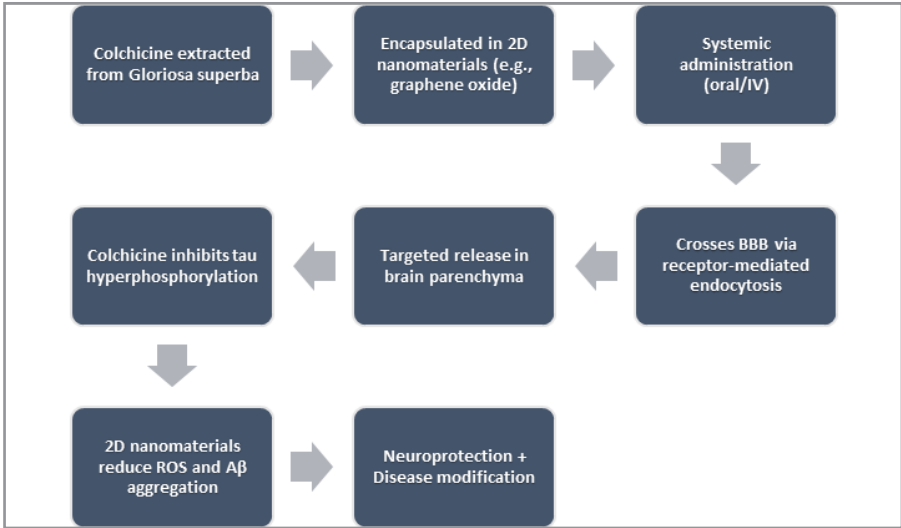 Colchicine extracted
from Gloriosa superba
Encapsulated in 2D
nanomaterials (e.g.,
graphene oxide)
Systemic
administration
(oral/IV)
Crosses BBB via
receptor-mediated
endocytosis
Targeted release in
brain parenchyma
Colchicine inhibits tau
hyperphosphorylation
2D nanomaterials
reduce ROS and Aβ
aggregation
Neuroprotection +
Disease modification